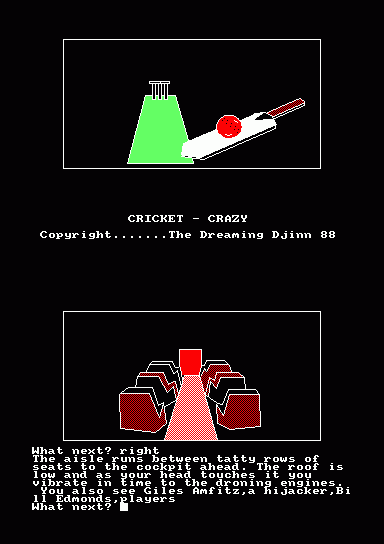 CRICKET - CRAZY
Copyright.......The Dreaming Djinn 88
What next? right
The aisle runs between tatty rows of
seats to the cockpit ahead. The roof is
low and as your head touches it you
vibrate in time to the droning engines.
You also see Giles Amfitz,a hijacker,Bi
ll Edmonds,players
What next?